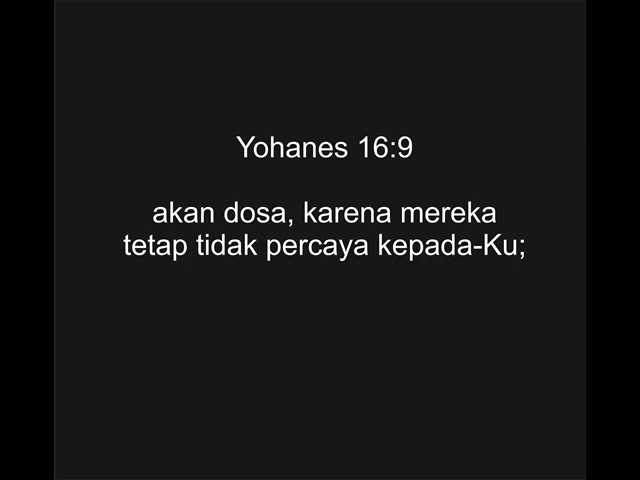 Yohanes 16:9
akan dosa, karena mereka
tetap tidak percaya kepada-Ku;